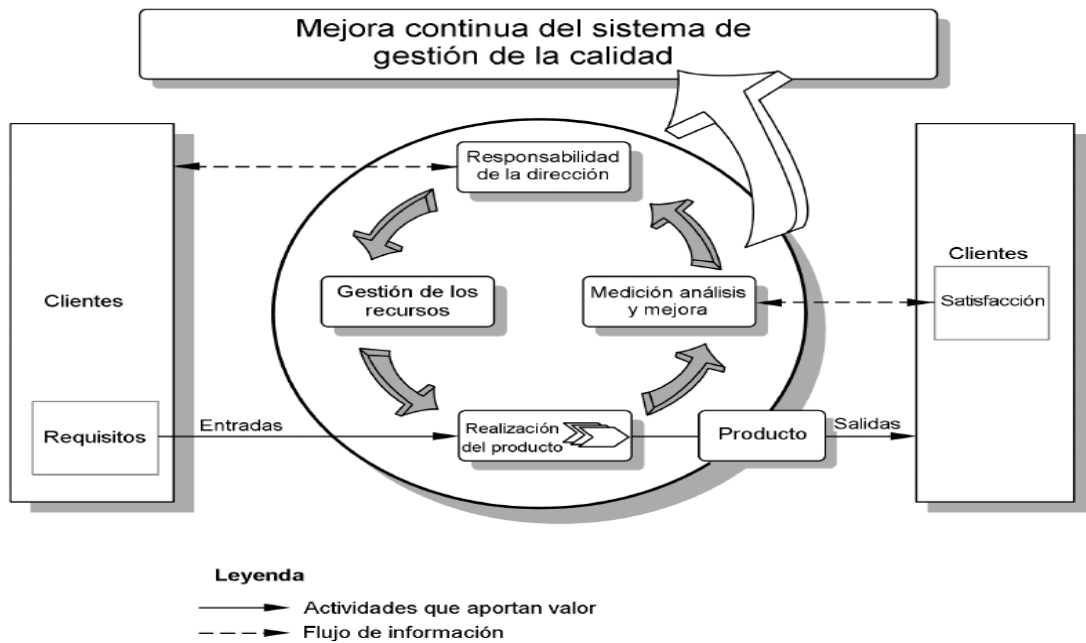 Mejora continua del sistema de
gestión de la calidad
Responsabilidad
de la dirección
Clientes
Clientes
Gestión de los
recursos
Medición análisis
y mejora
Satisfacción
Requisitos
Entradas
Realización
del producto
Producto
Salidas
Leyenda
Actividades que aportan valor
Flujo de información